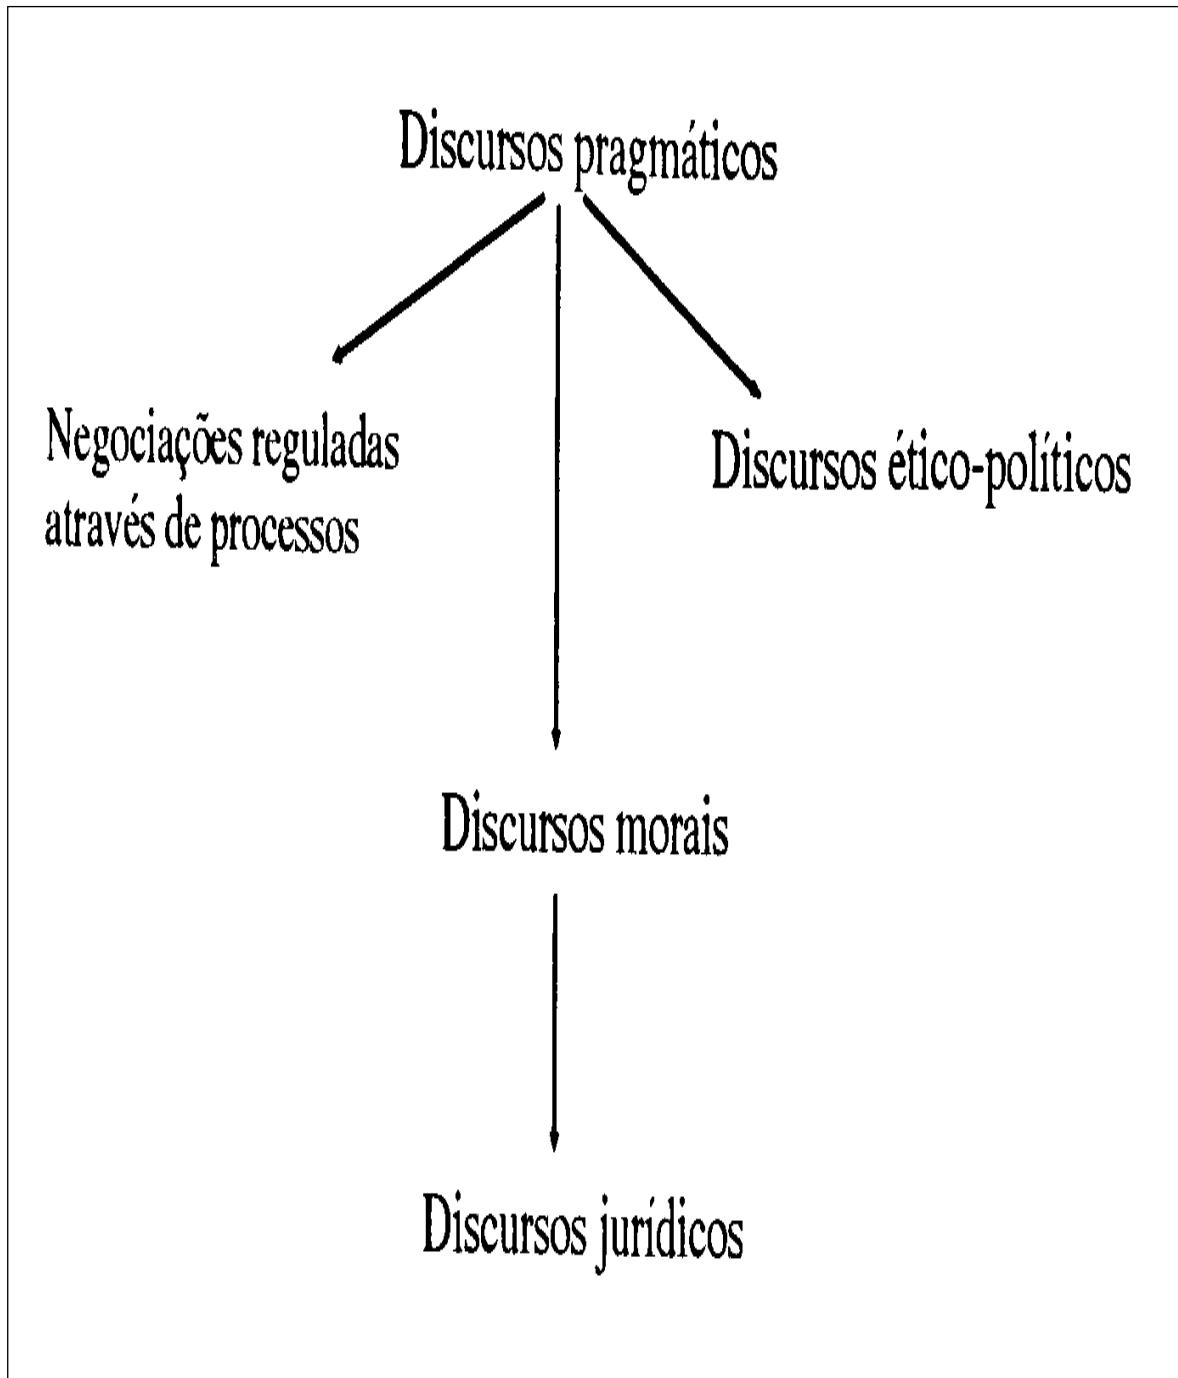 Discursos pragmáticos
Negociações reguladas
através de processos
Discursos ético-políticos
Discursos morais
Discursos jurídicos